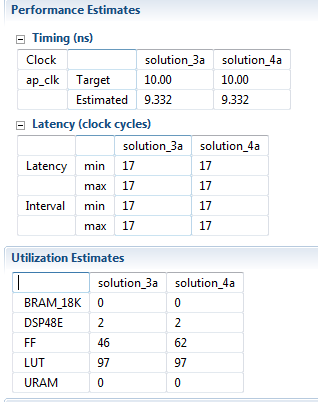 Performance Estimates
Timing (ns)
Clock solution_3a solution_4a
ap_clk Target 10.00 10.00
Estimated 9.332 9.332
Latency (clock cycles)
solution_3a solution_4a
Latency min 17 17
max 17 17
Interval min 17 17
max 17 17
Utilization Estimates
solution_3a solution_4a
BRAM_18K 0 0
DSP48E 2 2
FF 46 62
LUT 97 97
URAM 0 0